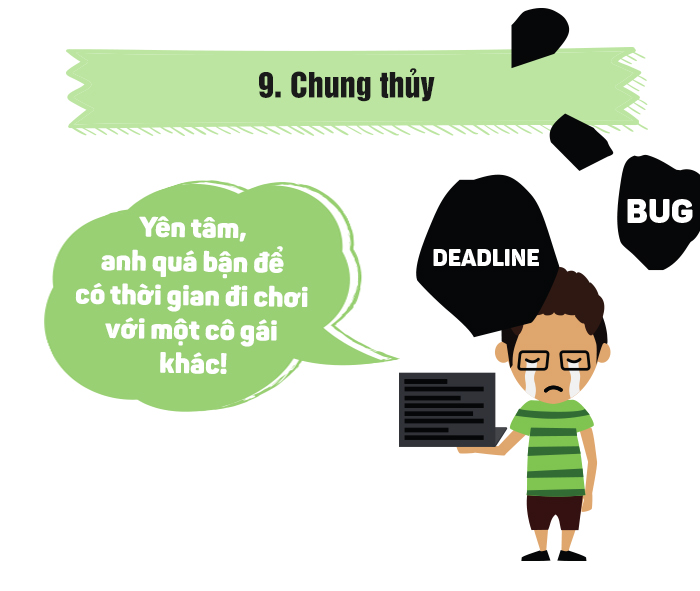 9. Chung thủy
Yên tâm,
anh quá bận để
có thời gian đi chơi
với một cô gái
khác!
DEADLINE
BUG